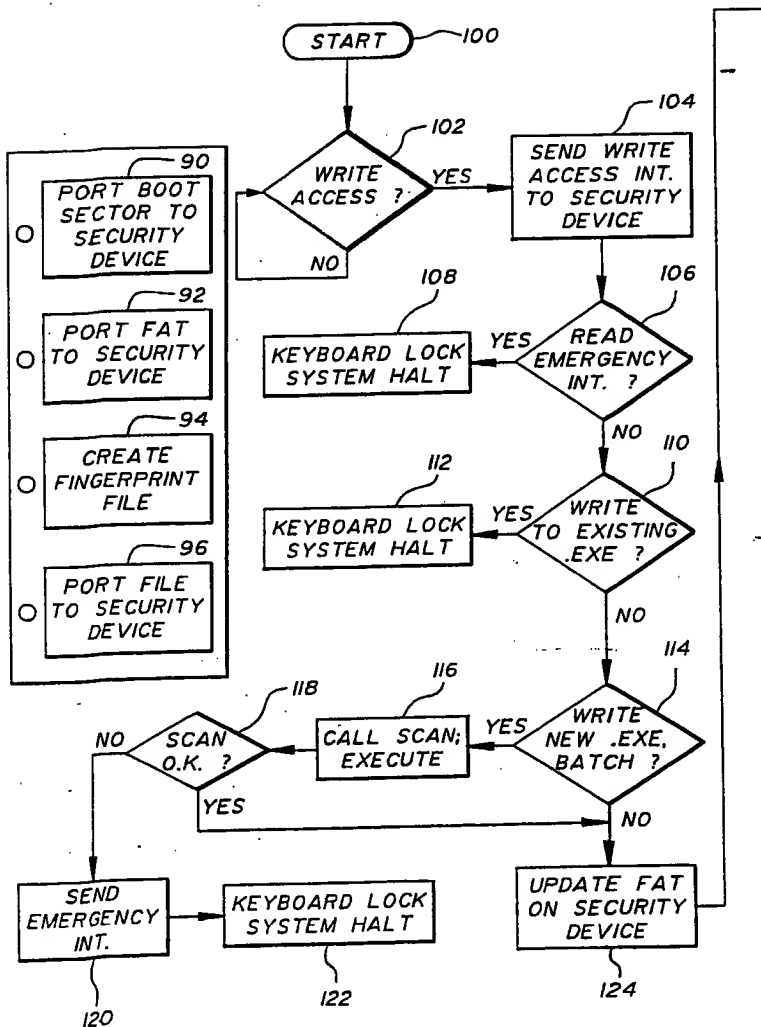 START
100
102
WRITE
ACCESS ?
YES
NO
104
SEND WRITE
ACCESS INT.
TO SECURITY
DEVICE
90
PORT BOOT
SECTOR TO
SECURITY
DEVICE
92
PORT FAT
TO SECURITY
DEVICE
94
CREATE
FINGERPRINT
FILE
96
PORT FILE
TO SECURITY
DEVICE
106
READ
EMERGENCY
INT. ?
YES
NO
108
KEYBOARD LOCK
SYSTEM HALT
110
WRITE
TO EXISTING
.EXE ?
YES
NO
112
KEYBOARD LOCK
SYSTEM HALT
114
WRITE
NEW .EXE,
BATCH ?
YES
NO
116
CALL SCAN;
EXECUTE
118
SCAN
O.K. ?
NO
YES
SEND
EMERGENCY
INT.
120
KEYBOARD LOCK
SYSTEM HALT
122
UPDATE FAT
ON SECURITY
DEVICE
124